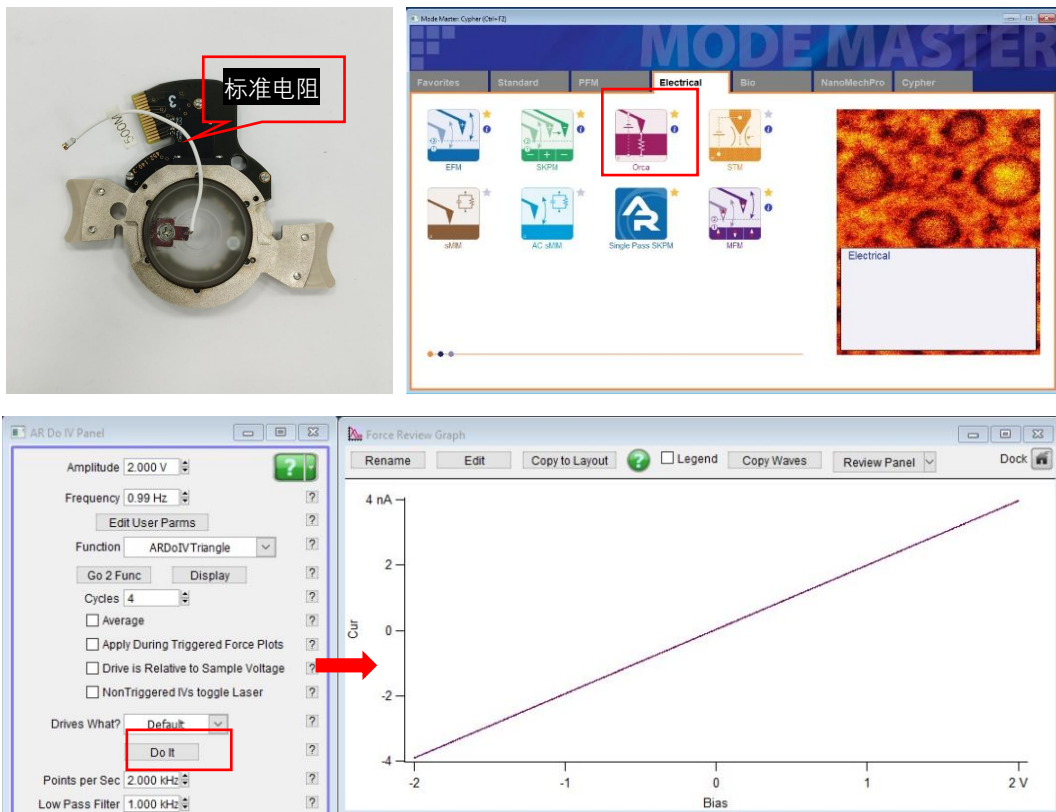 标准电阻
500M
3
Mode Master: Cypher (Ctrl+F2)
MODE MASTER
Favorites
Standard
PFM
Electrical
Bio
NanoMechPro
Cypher
EFM
SKPM
Orca
STM
sMIM
AC sMIM
Single Pass SKPM
MFM
Electrical
AR Do IV Panel
Amplitude 2.000 V
?
Frequency 0.99 Hz ?
Edit User Parms ?
Function ARDoIVTriangle ?
Go 2 Func Display ?
Cycles 4 ?
Average ?
Apply During Triggered Force Plots ?
Drive is Relative to Sample Voltage ?
NonTriggered IVs toggle Laser ?
Drives What? Default ?
Do It ?
Points per Sec 2.000 kHz ?
Low Pass Filter 1.000 kHz ?
Force Review Graph
Rename Edit Copy to Layout ? Legend Copy Waves Review Panel Dock
4 nA
2
0
-2
-4
Cur
-2 -1 0 1 2 V
Bias